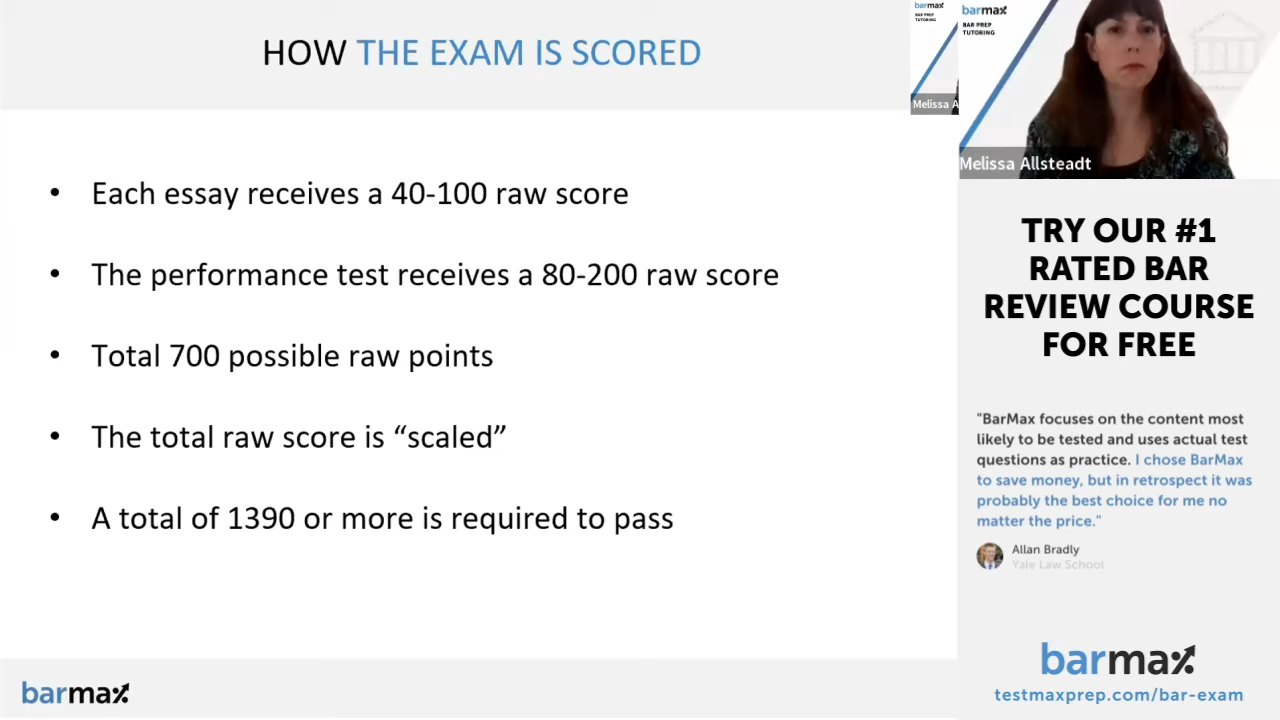 HOW THE EXAM IS SCORED
• Each essay receives a 40-100 raw score
• The performance test receives a 80-200 raw score
• Total 700 possible raw points
• The total raw score is “scaled”
• A total of 1390 or more is required to pass
barmax
barmax
BAR PREP
TUTORING
Melissa A
barmax
BAR PREP
TUTORING
Melissa Allsteadt
TRY OUR #1
RATED BAR
REVIEW COURSE
FOR FREE
"BarMax focuses on the content most
likely to be tested and uses actual test
questions as practice. I chose BarMax
to save money, but in retrospect it was
probably the best choice for me no
matter the price."
Allan Bradly
Yale Law School
barmax
testmaxprep.com/bar-exam